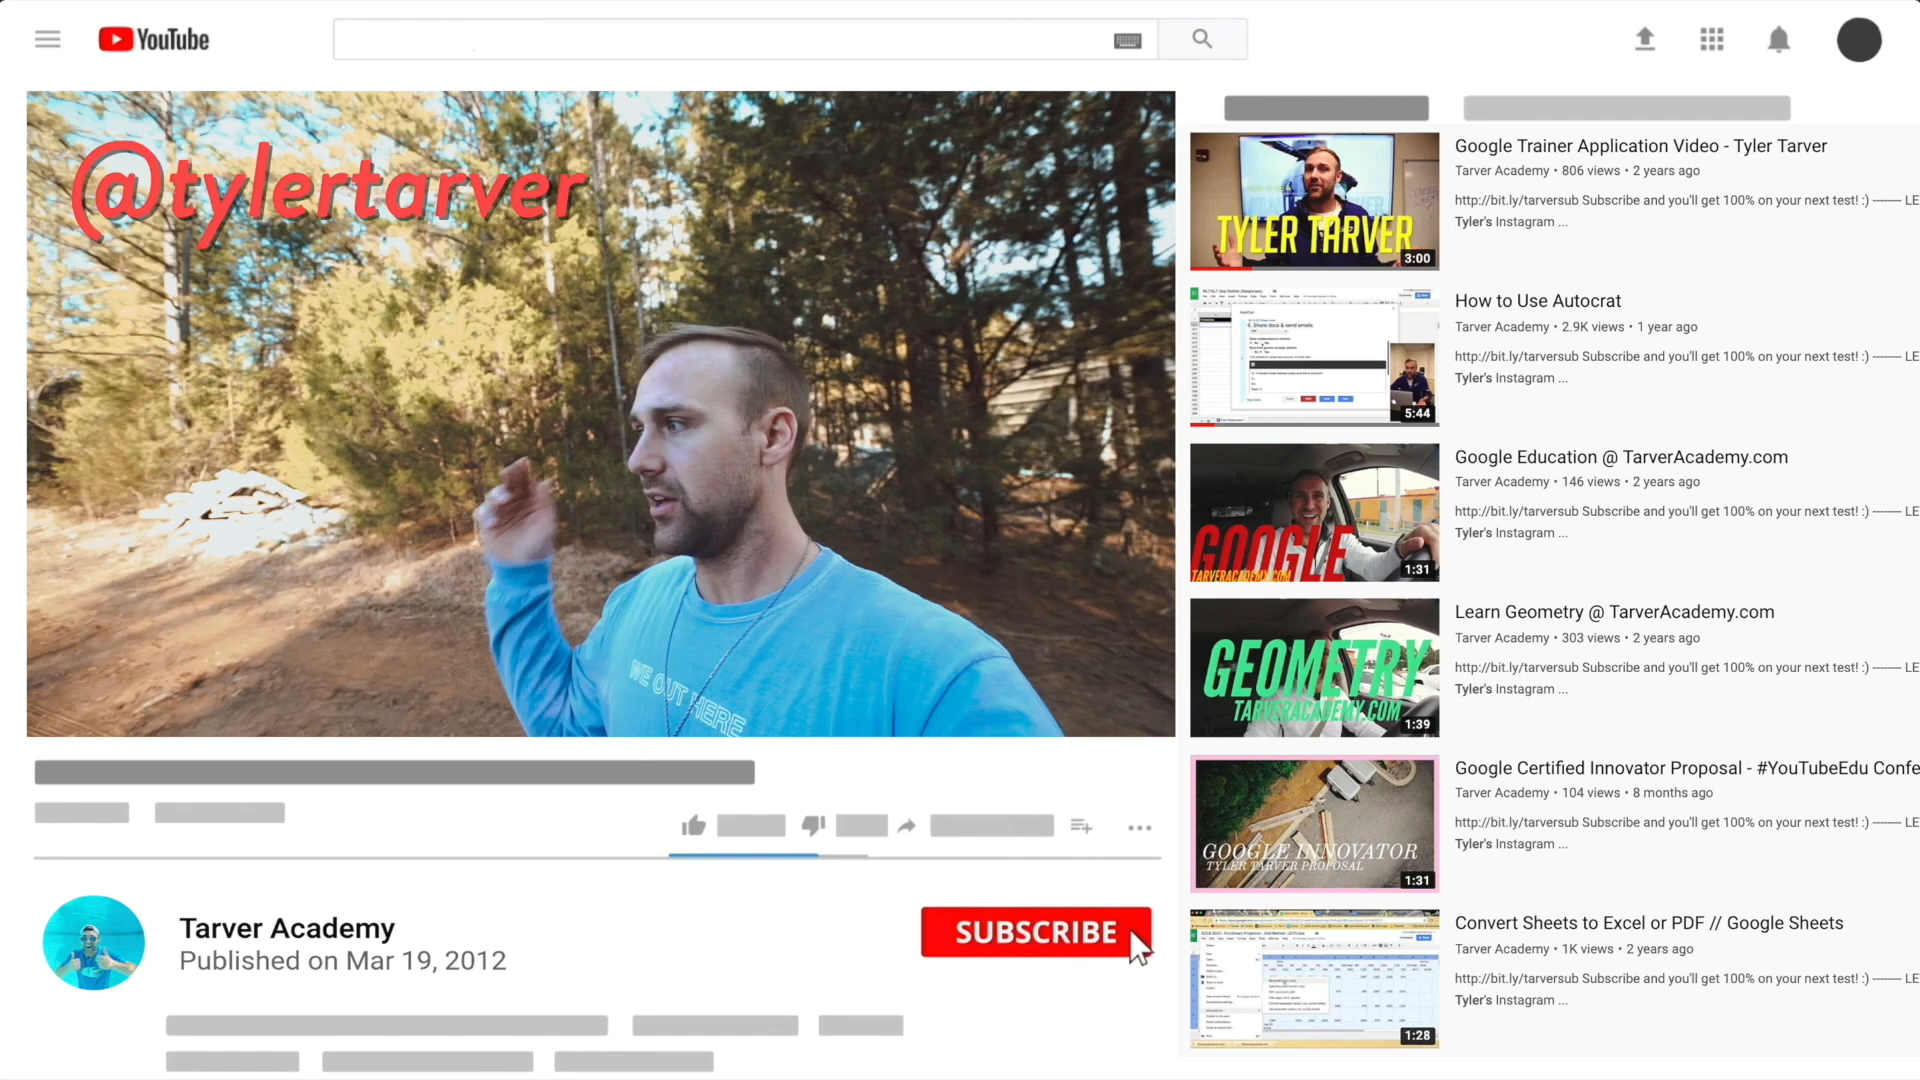 YouTube
@tylertarver
WE OUT HERE
Tarver Academy
Published on Mar 19, 2012
SUBSCRIBE
TYLER TARVER
3:00
Google Trainer Application Video - Tyler Tarver
Tarver Academy • 806 views • 2 years ago
http://bit.ly/tarversub Subscribe and you'll get 100% on your next test! :) -------- LE
Tyler's Instagram ...
6. Share docs & send emails
5:44
How to Use Autocrat
Tarver Academy • 2.9K views • 1 year ago
http://bit.ly/tarversub Subscribe and you'll get 100% on your next test! :) -------- LE
Tyler's Instagram ...
GOOGLE
TARVERACADEMY.COM
1:31
Google Education @ TarverAcademy.com
Tarver Academy • 146 views • 2 years ago
http://bit.ly/tarversub Subscribe and you'll get 100% on your next test! :) -------- LE
Tyler's Instagram ...
GEOMETRY
TARVERACADEMY.COM
1:39
Learn Geometry @ TarverAcademy.com
Tarver Academy • 303 views • 2 years ago
http://bit.ly/tarversub Subscribe and you'll get 100% on your next test! :) -------- LE
Tyler's Instagram ...
GOOGLE INNOVATOR
TYLER TARVER PROPOSAL
1:31
Google Certified Innovator Proposal - #YouTubeEdu Confe
Tarver Academy • 104 views • 8 months ago
http://bit.ly/tarversub Subscribe and you'll get 100% on your next test! :) -------- LE
Tyler's Instagram ...
1:28
Convert Sheets to Excel or PDF // Google Sheets
Tarver Academy • 1K views • 2 years ago
http://bit.ly/tarversub Subscribe and you'll get 100% on your next test! :) -------- LE
Tyler's Instagram ...